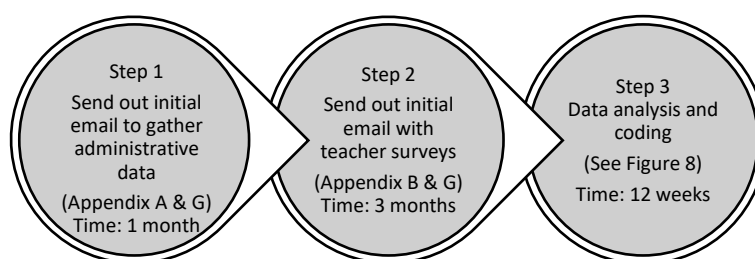 Step 1
Send out initial
email to gather
administrative
data
(Appendix A & G)
Time: 1 month
Step 2
Send out initial
email with
teacher surveys
(Appendix B & G)
Time: 3 months
Step 3
Data analysis and
coding
(See Figure 8)
Time: 12 weeks